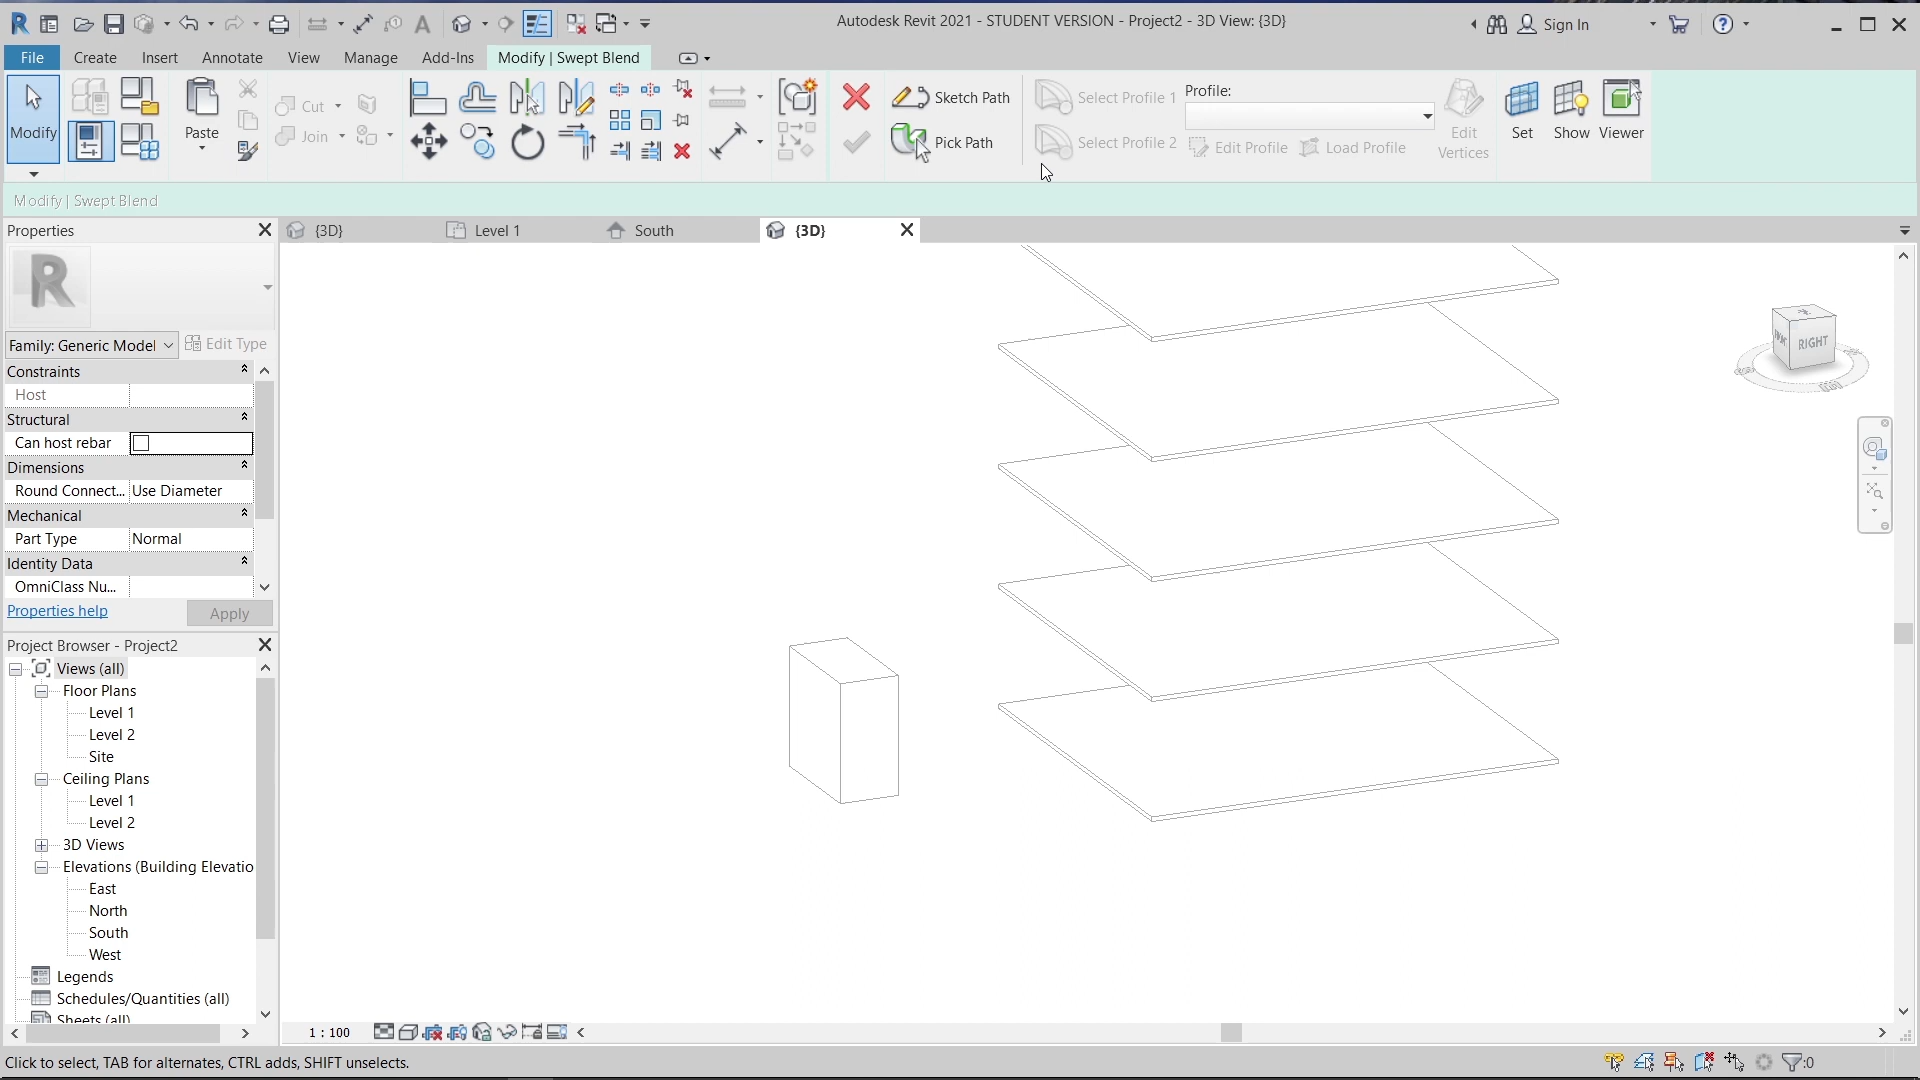 Autodesk Revit 2021 - STUDENT VERSION - Project2 - 3D View: {3D}
Sign In
File Create Insert Annotate View Manage Add-Ins Modify | Swept Blend
Modify
Paste
Cut
Join
Sketch Path
Pick Path
Select Profile 1
Select Profile 2
Profile:
Edit Profile Load Profile
Edit Vertices
Set Show Viewer
Modify | Swept Blend
Properties
{3D} Level 1 South {3D}
R
Family: Generic Model Edit Type
Constraints
Host
Structural
Can host rebar
Dimensions
Round Connect... Use Diameter
Mechanical
Part Type Normal
Identity Data
OmniClass Nu...
Properties help Apply
RIGHT
Project Browser - Project2
Views (all)
Floor Plans
Level 1
Level 2
Site
Ceiling Plans
Level 1
Level 2
3D Views
Elevations (Building Elevatio
East
North
South
West
Legends
Schedules/Quantities (all)
Sheets (all)
1 : 100
Click to select, TAB for alternates, CTRL adds, SHIFT unselects.
:0